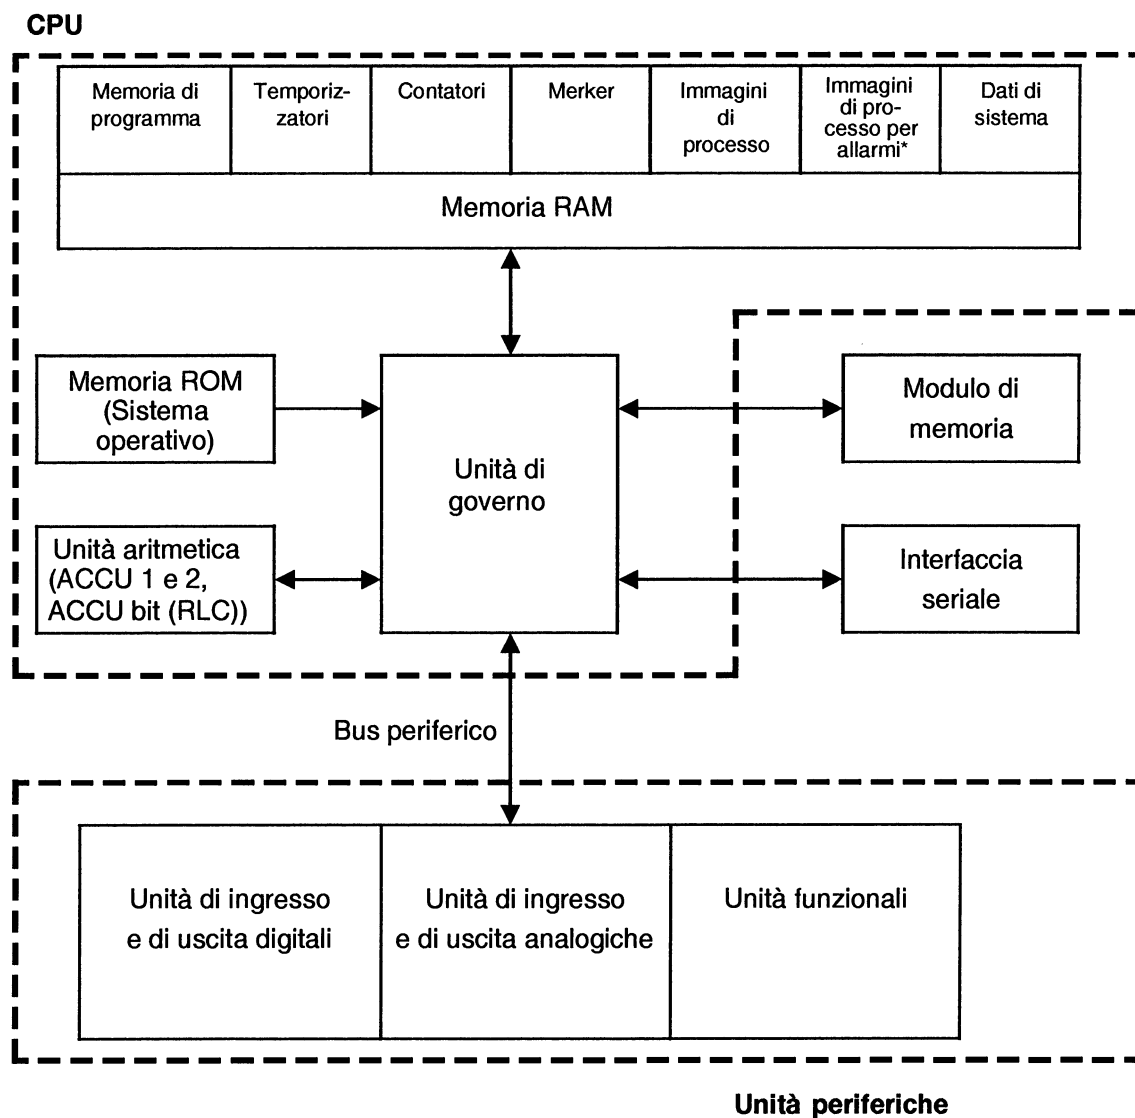 CPU
Memoria di
programma
Temporiz-
zatori
Contatori
Merker
Immagini
di
processo
Immagini
di pro-
cesso per
allarmi*
Dati di
sistema
Memoria RAM
Memoria ROM
(Sistema
operativo)
Unità di
governo
Modulo di
memoria
Unità aritmetica
(ACCU 1 e 2,
ACCU bit (RLC))
Interfaccia
seriale
Bus periferico
Unità di ingresso
e di uscita digitali
Unità di ingresso
e di uscita analogiche
Unità funzionali
Unità periferiche